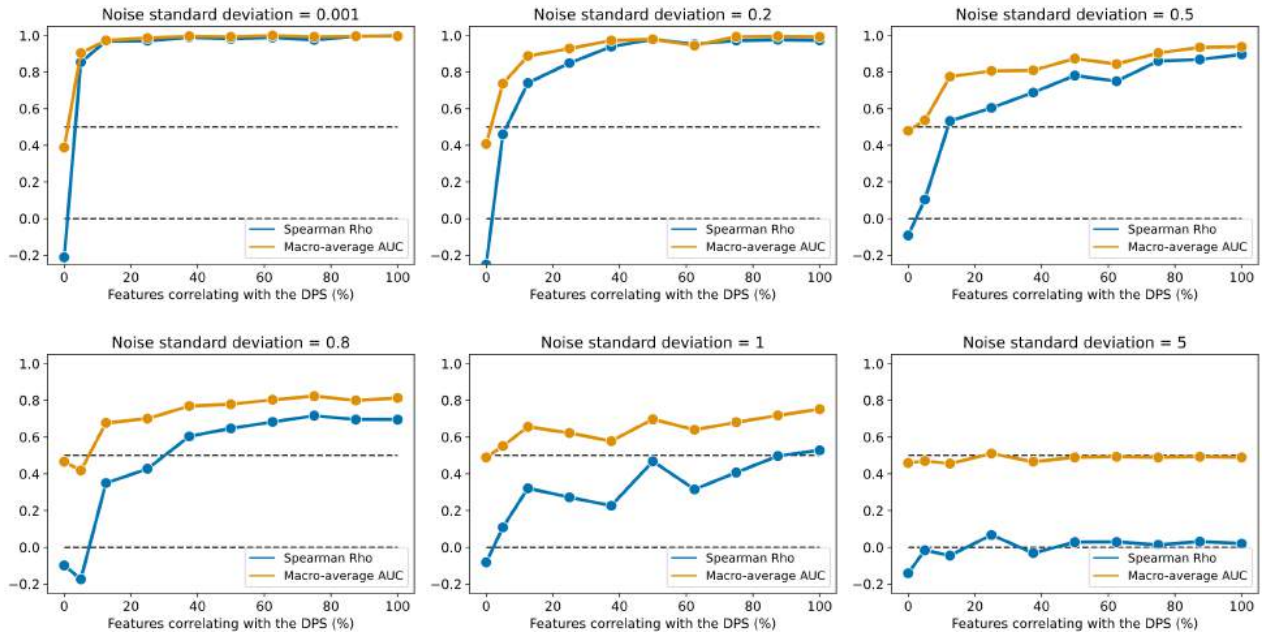 Noise standard deviation = 0.001
1.0
0.8
0.6
0.4
0.2
0.0
−0.2
0 20 40 60 80 100
Features correlating with the DPS (%)
Spearman Rho
Macro-average AUC
Noise standard deviation = 0.2
1.0
0.8
0.6
0.4
0.2
0.0
−0.2
0 20 40 60 80 100
Features correlating with the DPS (%)
Spearman Rho
Macro-average AUC
Noise standard deviation = 0.5
1.0
0.8
0.6
0.4
0.2
0.0
−0.2
0 20 40 60 80 100
Features correlating with the DPS (%)
Spearman Rho
Macro-average AUC
Noise standard deviation = 0.8
1.0
0.8
0.6
0.4
0.2
0.0
−0.2
0 20 40 60 80 100
Features correlating with the DPS (%)
Spearman Rho
Macro-average AUC
Noise standard deviation = 1
1.0
0.8
0.6
0.4
0.2
0.0
−0.2
0 20 40 60 80 100
Features correlating with the DPS (%)
Spearman Rho
Macro-average AUC
Noise standard deviation = 5
1.0
0.8
0.6
0.4
0.2
0.0
−0.2
0 20 40 60 80 100
Features correlating with the DPS (%)
Spearman Rho
Macro-average AUC